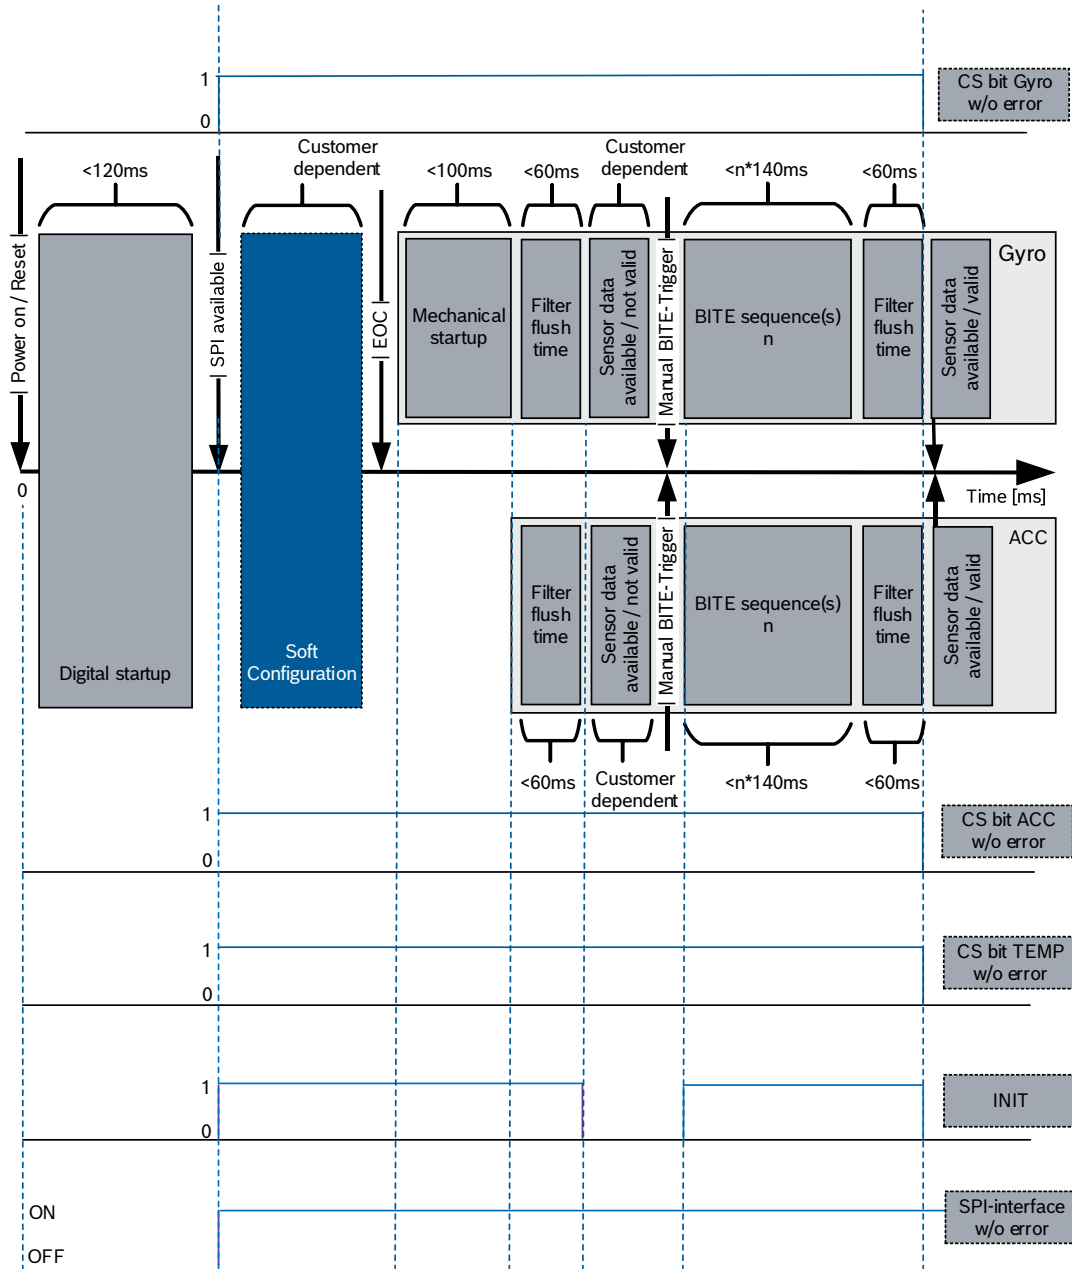 1
0
CS bit Gyro
w/o error
<120ms
Customer
dependent
<100ms
<60ms
Customer
dependent
<n*140ms
<60ms
| Power on / Reset |
| SPI available |
| EOC |
Gyro
Mechanical
startup
Filter
flush
time
Sensor data
available / not valid
| Manual BITE-Trigger |
BITE sequence(s)
n
Filter
flush
time
Sensor data
available / valid
0
Time [ms]
Digital startup
Soft
Configuration
ACC
Filter
flush
time
Sensor data
available / not valid
| Manual BITE-Trigger |
BITE sequence(s)
n
Filter
flush
time
Sensor data
available / valid
<60ms
Customer
dependent
<n*140ms
<60ms
1
0
CS bit ACC
w/o error
1
0
CS bit TEMP
w/o error
1
0
INIT
ON
OFF
SPI-interface
w/o error